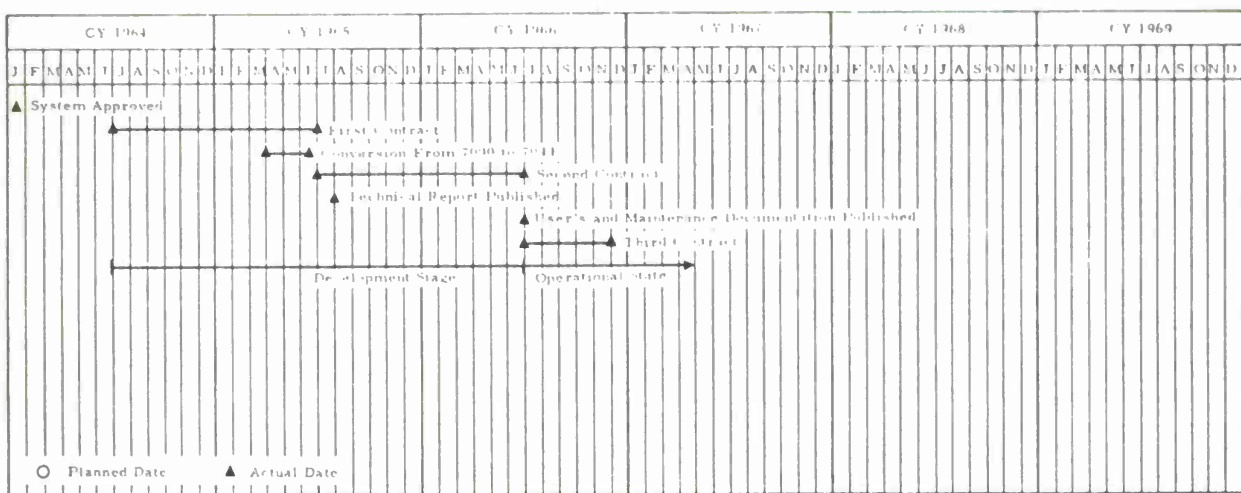 CY 1964 CY 1965 CY 1966 CY 1967 CY 1968 CY 1969
J F M A M J J A S O N D J F M A M J J A S O N D J F M A M J J A S O N D J F M A M J J A S O N D J F M A M J J A S O N D J F M A M J J A S O N D
System Approved
First Contract
Conversion From 7090 to 7044
Second Contract
Technical Report Published
User's and Maintenance Documentation Published
Third Contract
Development Stage Operational State
Planned Date Actual Date